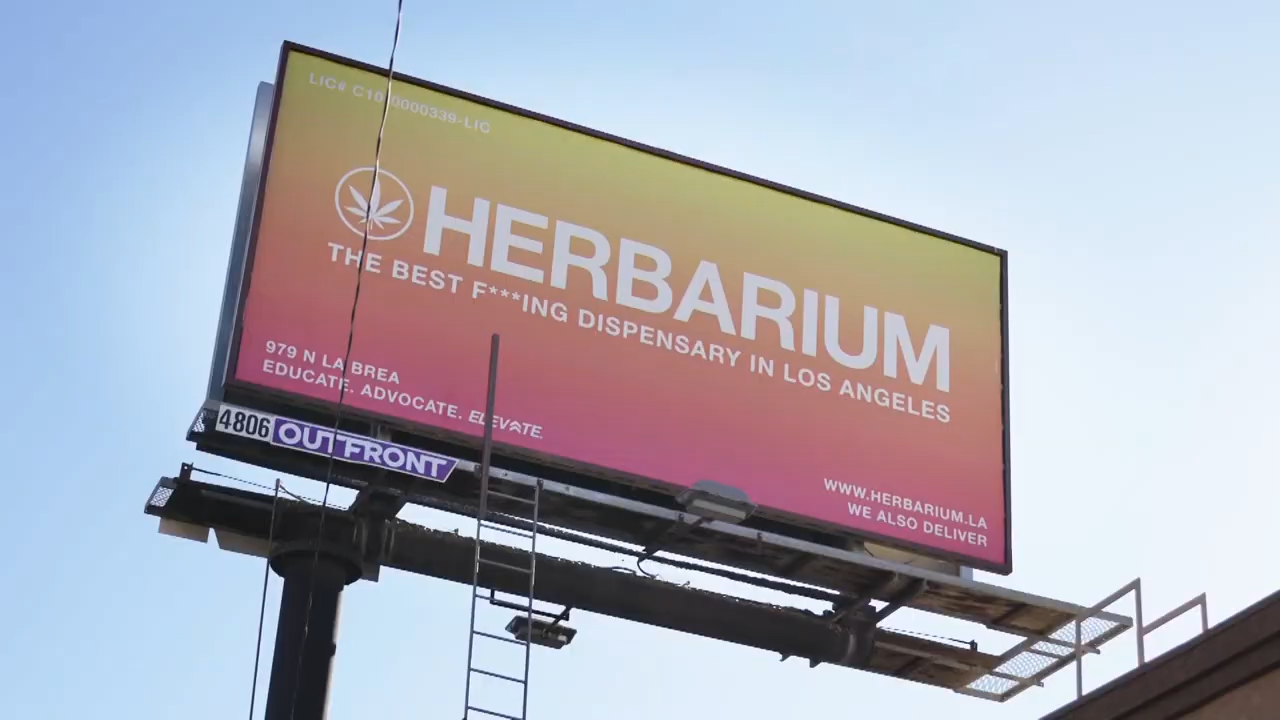 LIC# C10-0000339-LIC
HERBARIUM
THE BEST F***ING DISPENSARY IN LOS ANGELES
979 N LA BREA
EDUCATE. ADVOCATE. ELEVATE.
WWW.HERBARIUM.LA
WE ALSO DELIVER
4806 OUTFRONT